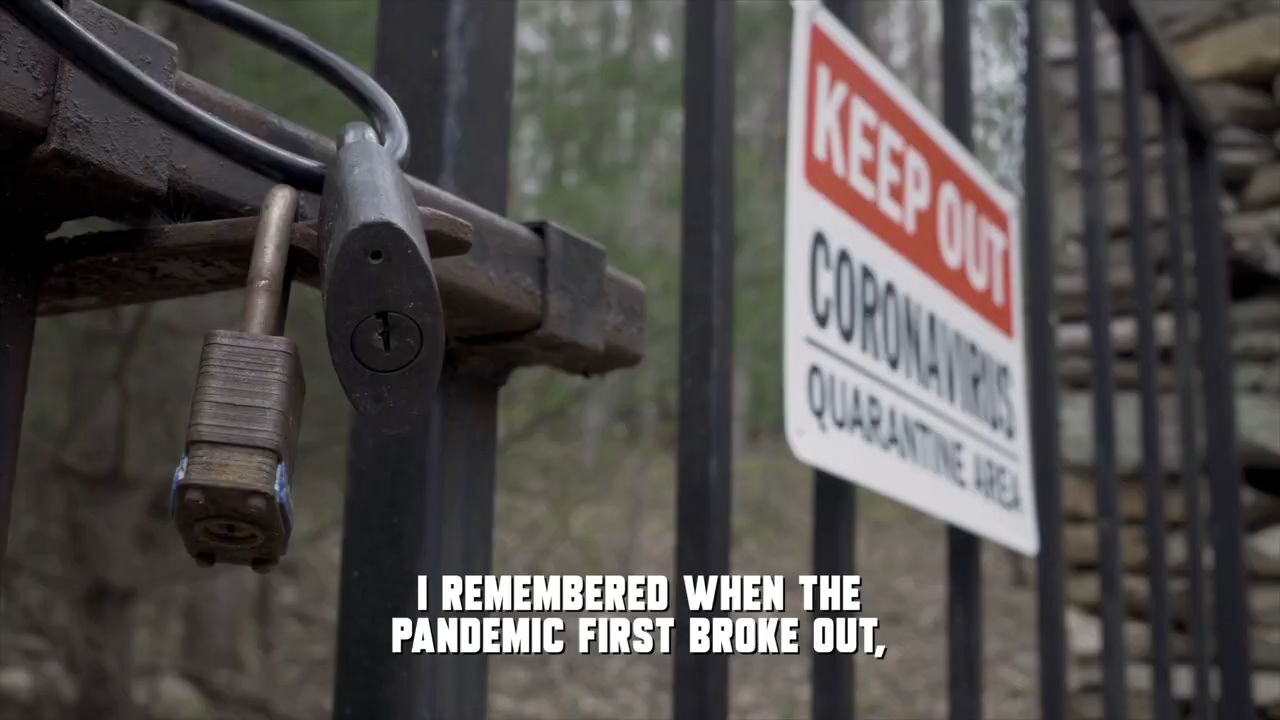 KEEP OUT
CORONAVIRUS
QUARANTINE AREA
I REMEMBERED WHEN THE
PANDEMIC FIRST BROKE OUT,